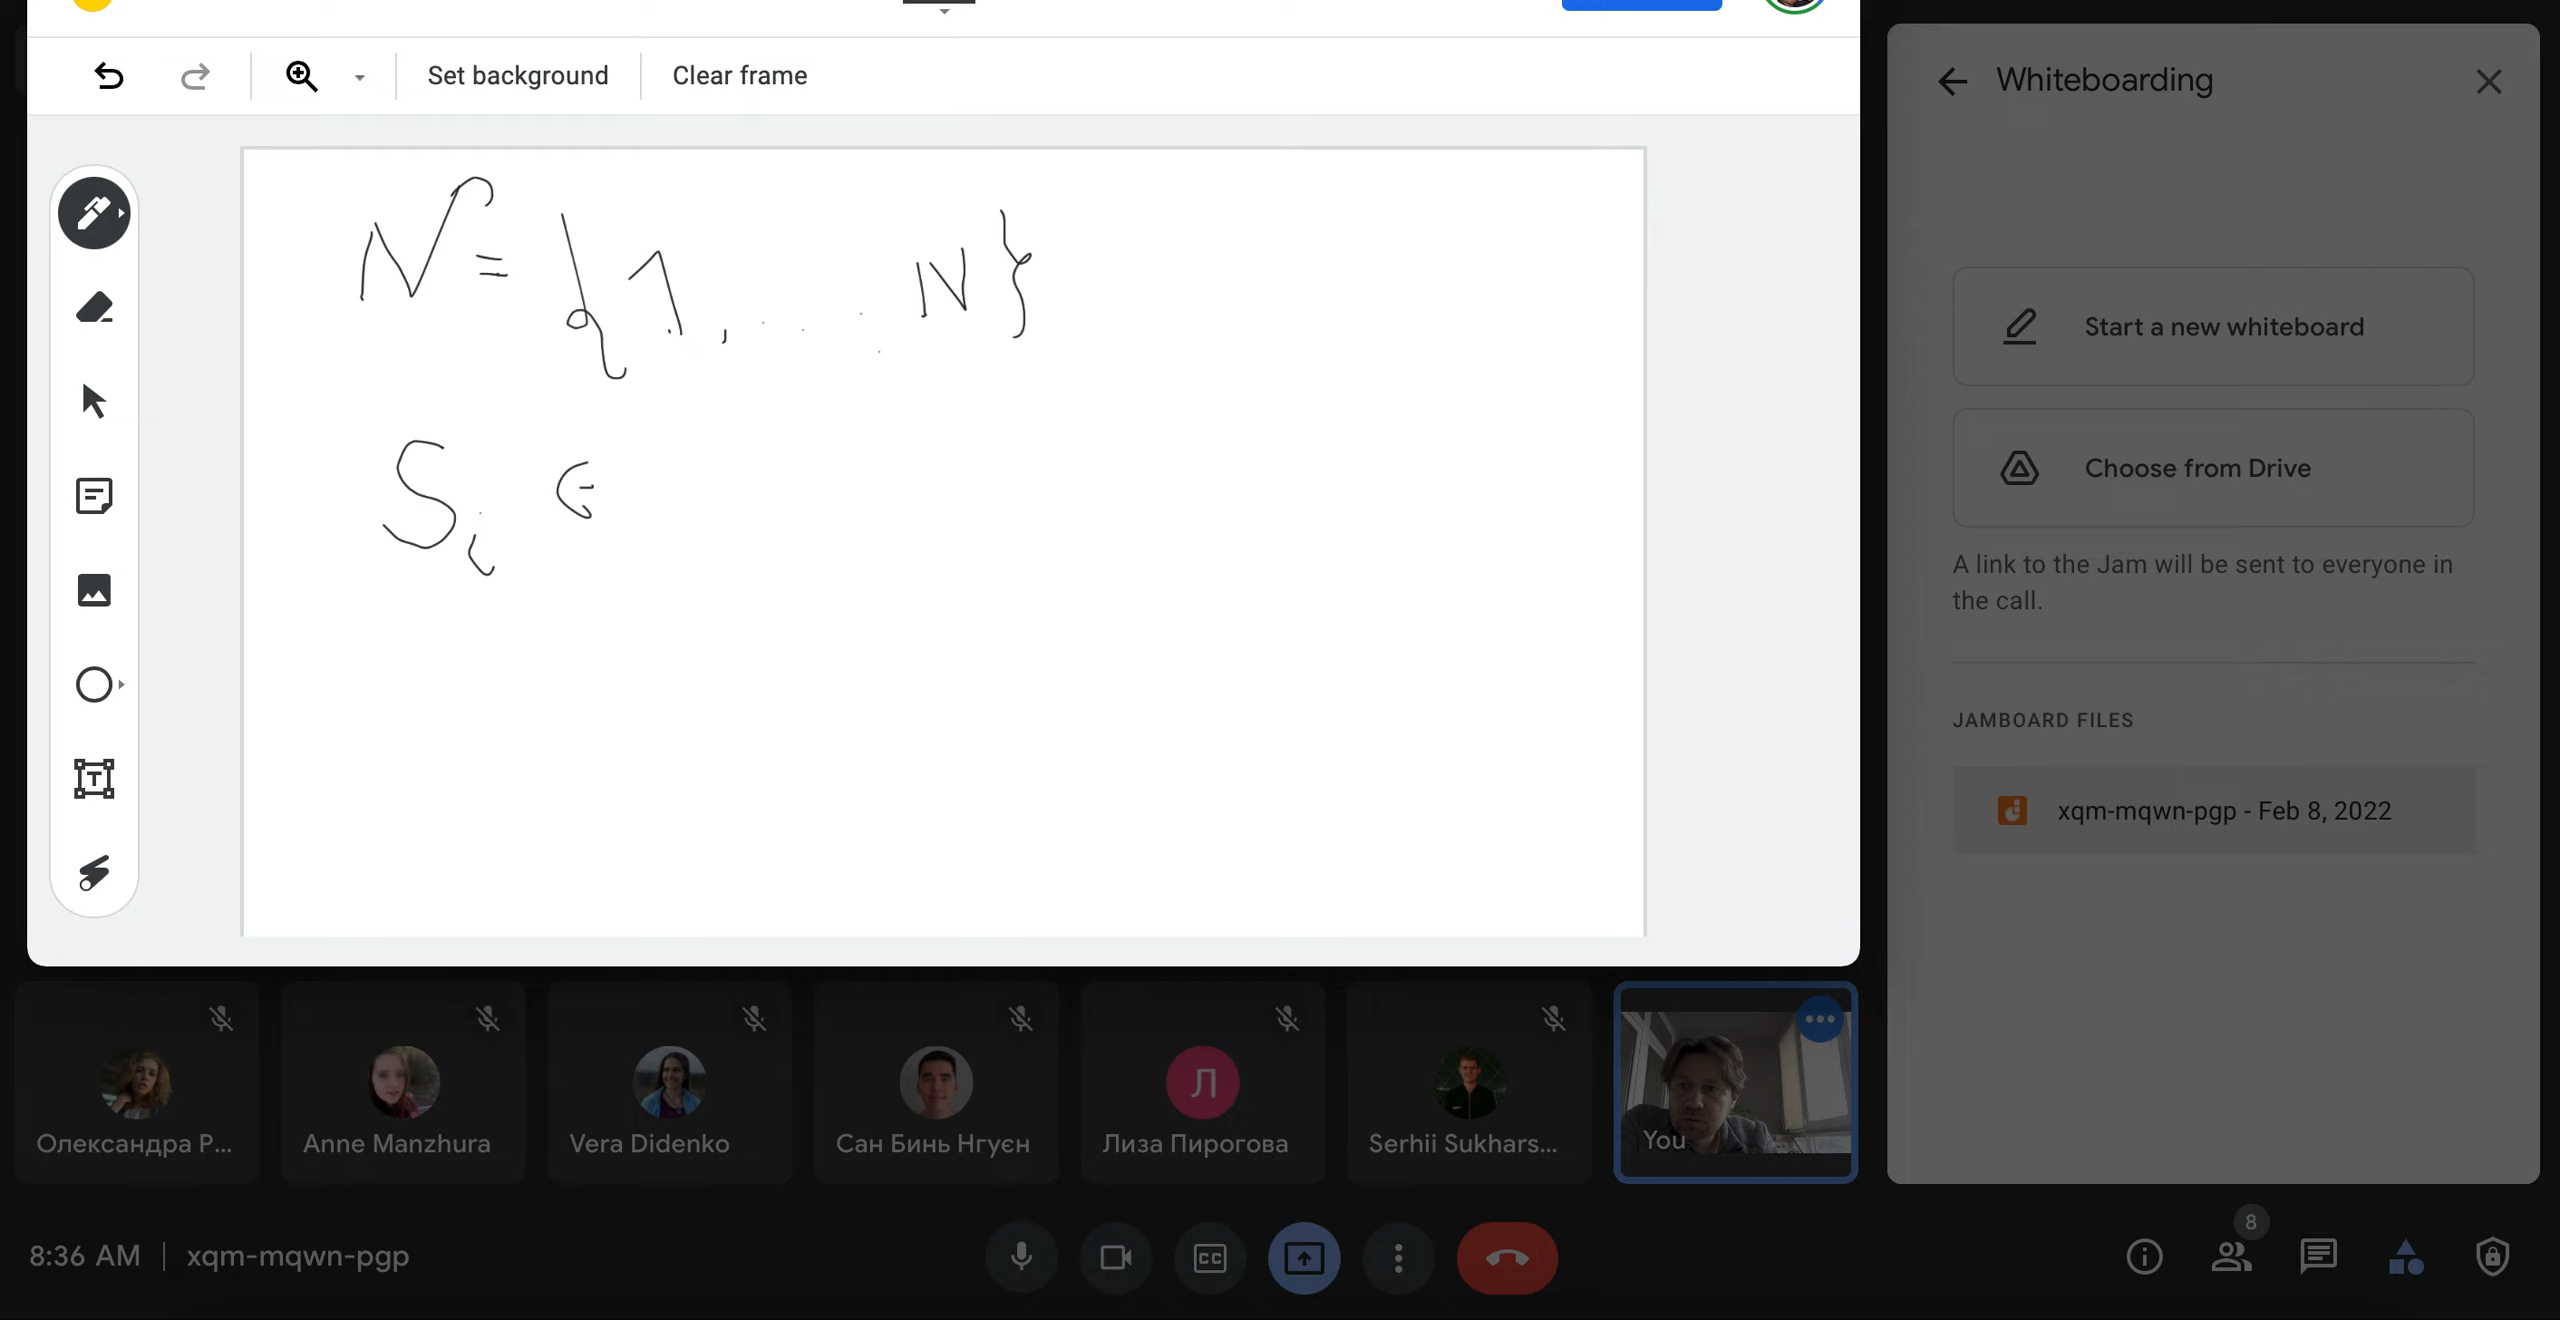 Set background Clear frame
N = {1, ..... N}
S_i ∈
Whiteboarding
Start a new whiteboard
Choose from Drive
A link to the Jam will be sent to everyone in
the call.
JAMBOARD FILES
xqm-mqwn-pgp - Feb 8, 2022
Л
Олександра Р... Anne Manzhura Vera Didenko Сан Бинь Нгуєн Лиза Пирогова Serhii Sukhars... You
8
8:36 AM | xqm-mqwn-pgp CC